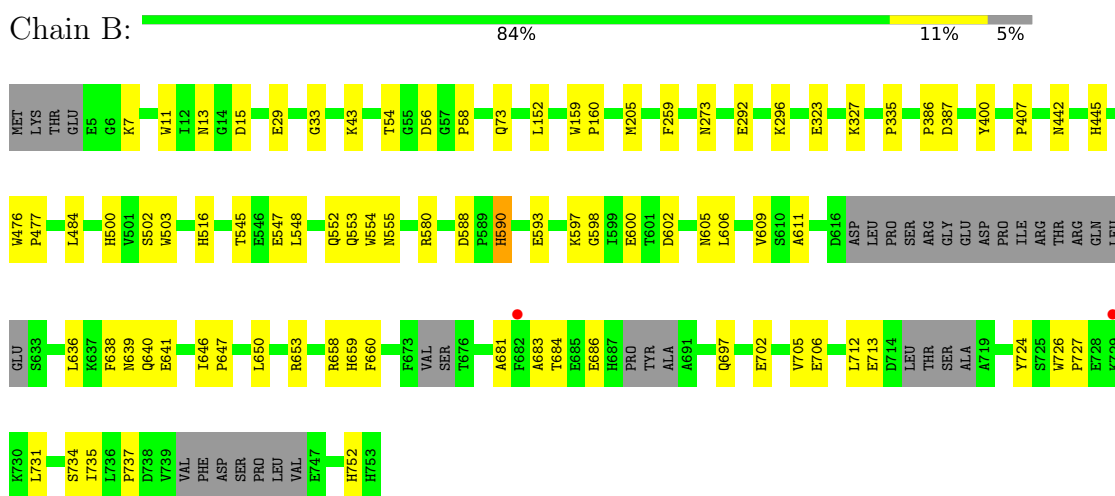 Chain B:
84% 11% 5%
MET LYS THR GLU E5 G6 K7 W11 I12 N13 G14 D15 E29 G33 K43 T54 G55 D56 G57 P58 Q73 L152 W159 P160 M205 F259 N273 E292 K296 E323 K327 P335 P386 D387 Y400 P407 N442 H445
W476 P477 L484 H500 V501 S502 W503 H516 T545 E546 E547 L548 Q552 Q553 W554 N555 R580 D588 P589 H590 E593 K597 G598 I599 E600 T601 D602 N605 L606 V609 S610 A611 D616 ASP LEU PRO SER ARG GLY GLU ASP PRO ILE ARG THR ARG GLN LEU
GLU S633 L636 K637 F638 N639 Q640 E641 I646 P647 L650 R653 R658 H659 F660 F673 VAL SER T676 A681 F682 A683 T684 E685 E686 H687 PRO TYR ALA A691 Q697 E702 V705 E706 L712 E713 D714 LEU THR SER ALA A719 Y724 S725 W726 P727 E728 K729
K730 L731 S734 I735 L736 P737 D738 V739 VAL PHE ASP SER PRO LEU VAL E747 H752 H753